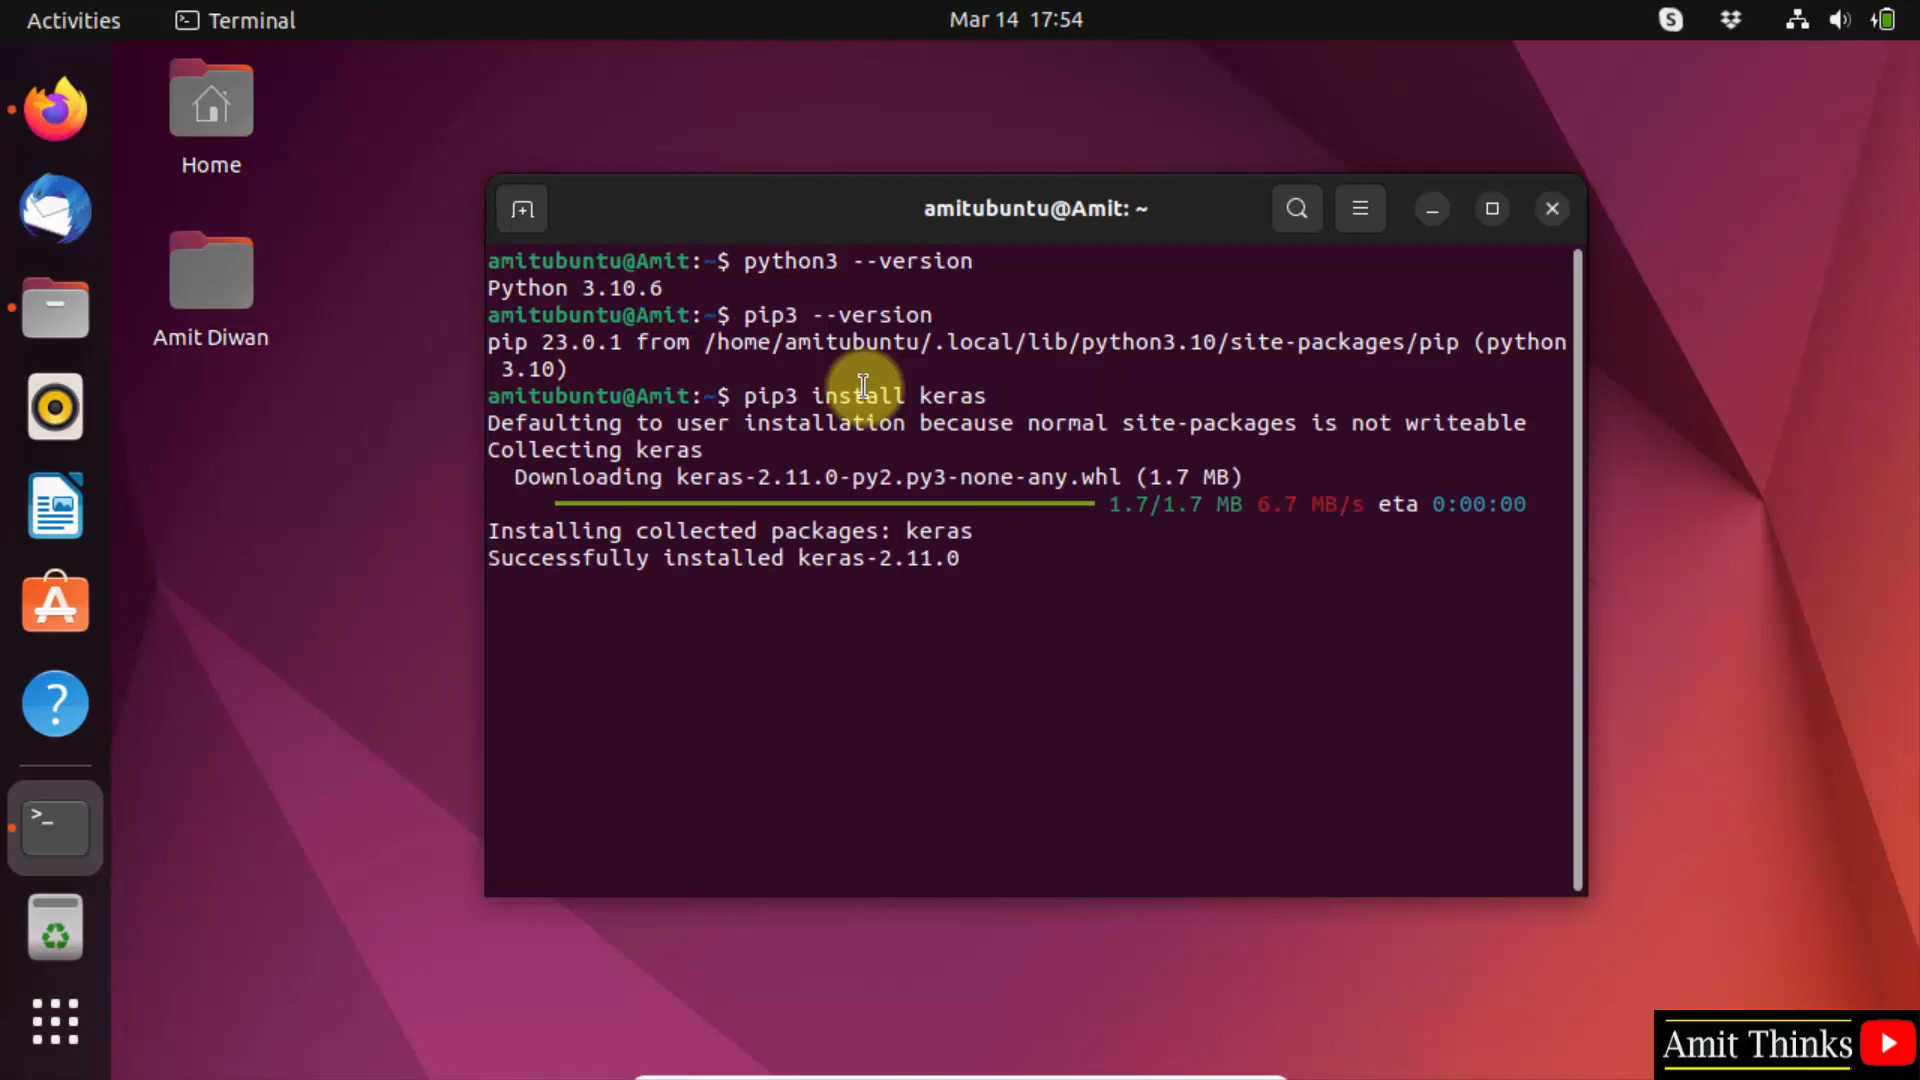 Activities
Terminal
Mar 14 17:54
Home
Amit Diwan
amitubuntu@Amit: ~
amitubuntu@Amit:~$ python3 --version
Python 3.10.6
amitubuntu@Amit:~$ pip3 --version
pip 23.0.1 from /home/amitubuntu/.local/lib/python3.10/site-packages/pip (python
3.10)
amitubuntu@Amit:~$ pip3 install keras
Defaulting to user installation because normal site-packages is not writeable
Collecting keras
Downloading keras-2.11.0-py2.py3-none-any.whl (1.7 MB)
1.7/1.7 MB 6.7 MB/s eta 0:00:00
Installing collected packages: keras
Successfully installed keras-2.11.0
Amit Thinks